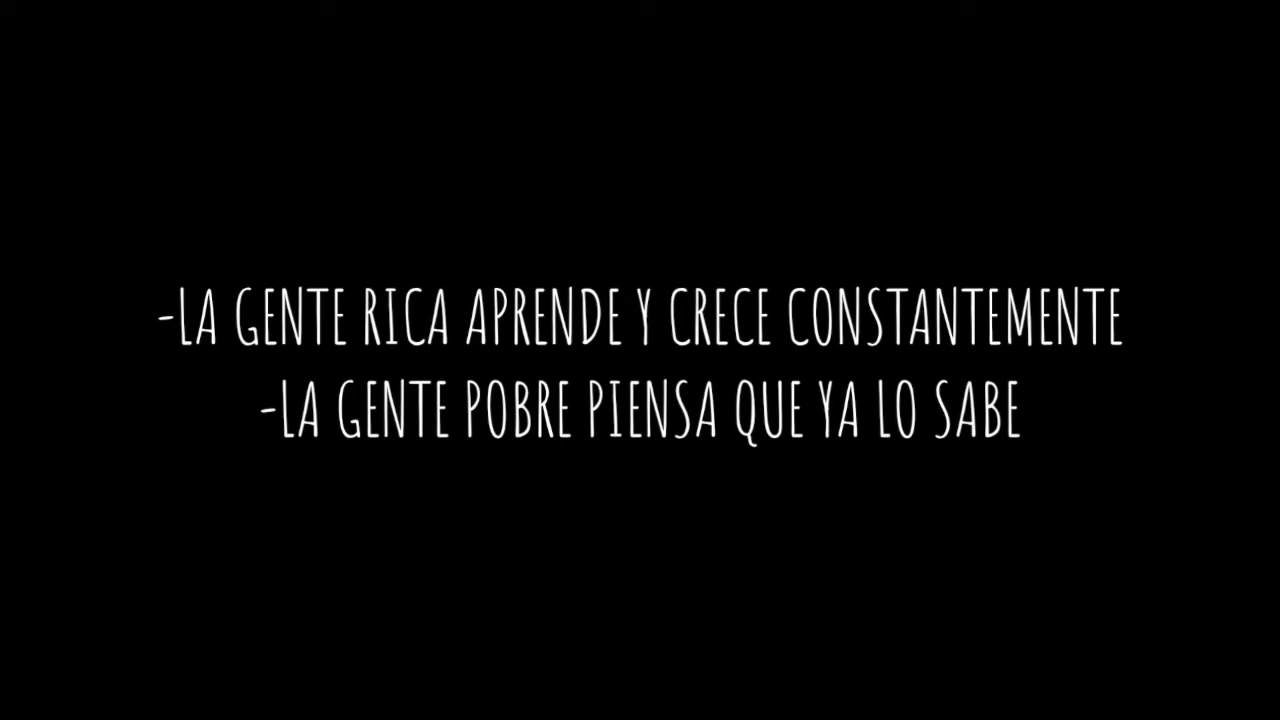 -LA GENTE RICA APRENDE Y CRECE CONSTANTEMENTE
-LA GENTE POBRE PIENSA QUE YA LO SABE